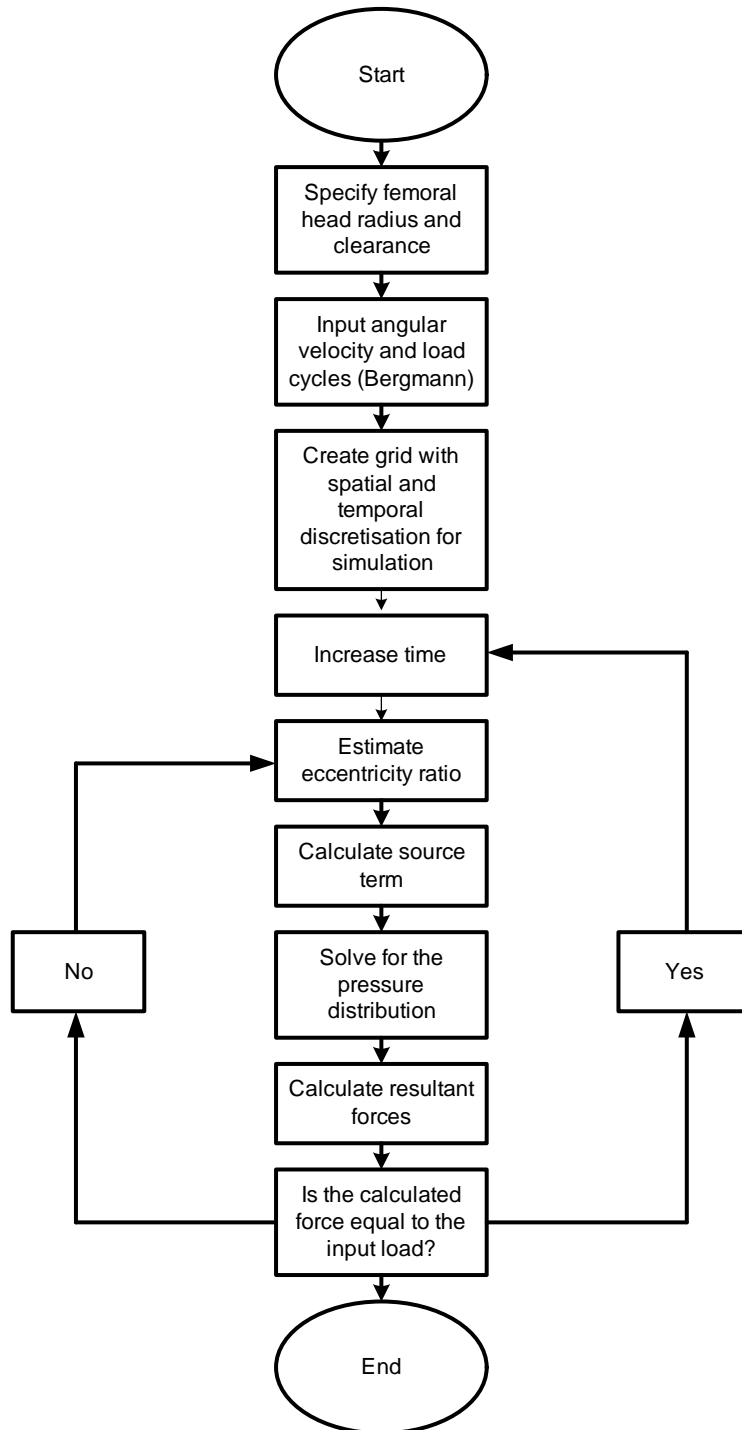 Start
Specify femoral
head radius and
clearance
Input angular
velocity and load
cycles (Bergmann)
Create grid with
spatial and
temporal
discretisation for
simulation
Increase time
Estimate
eccentricity ratio
Calculate source
term
No
Solve for the
pressure
distribution
Yes
Calculate resultant
forces
Is the calculated
force equal to the
input load?
End